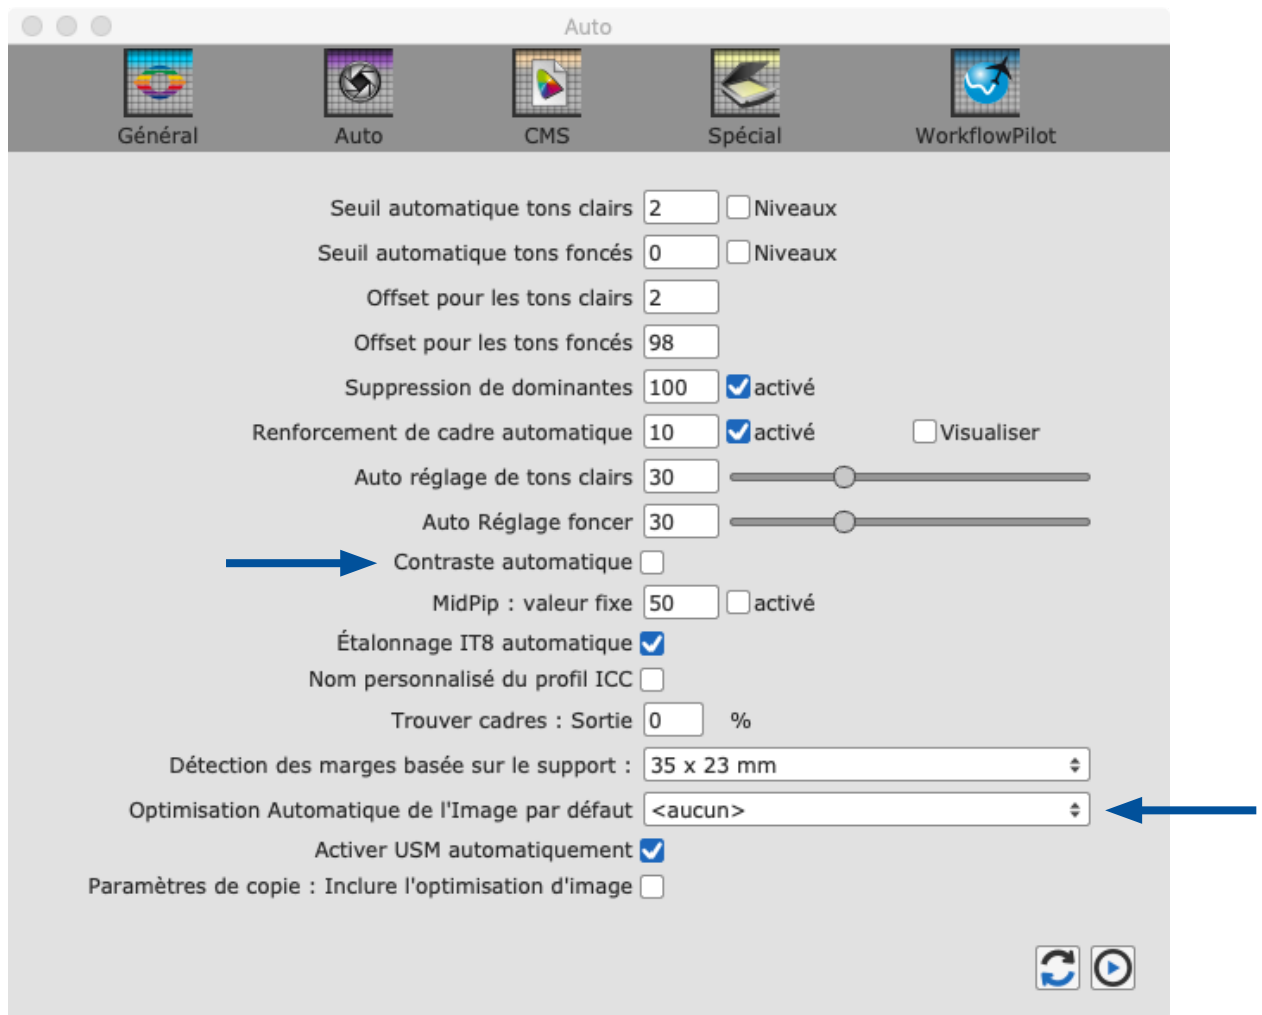 Auto
Général Auto CMS Spécial WorkflowPilot
Seuil automatique tons clairs 2 Niveaux
Seuil automatique tons foncés 0 Niveaux
Offset pour les tons clairs 2
Offset pour les tons foncés 98
Suppression de dominantes 100 activé
Renforcement de cadre automatique 10 activé Visualiser
Auto réglage de tons clairs 30
Auto Réglage foncer 30
Contraste automatique
MidPip : valeur fixe 50 activé
Étalonnage IT8 automatique
Nom personnalisé du profil ICC
Trouver cadres : Sortie 0 %
Détection des marges basée sur le support : 35 x 23 mm
Optimisation Automatique de l'Image par défaut <aucun>
Activer USM automatiquement
Paramètres de copie : Inclure l'optimisation d'image